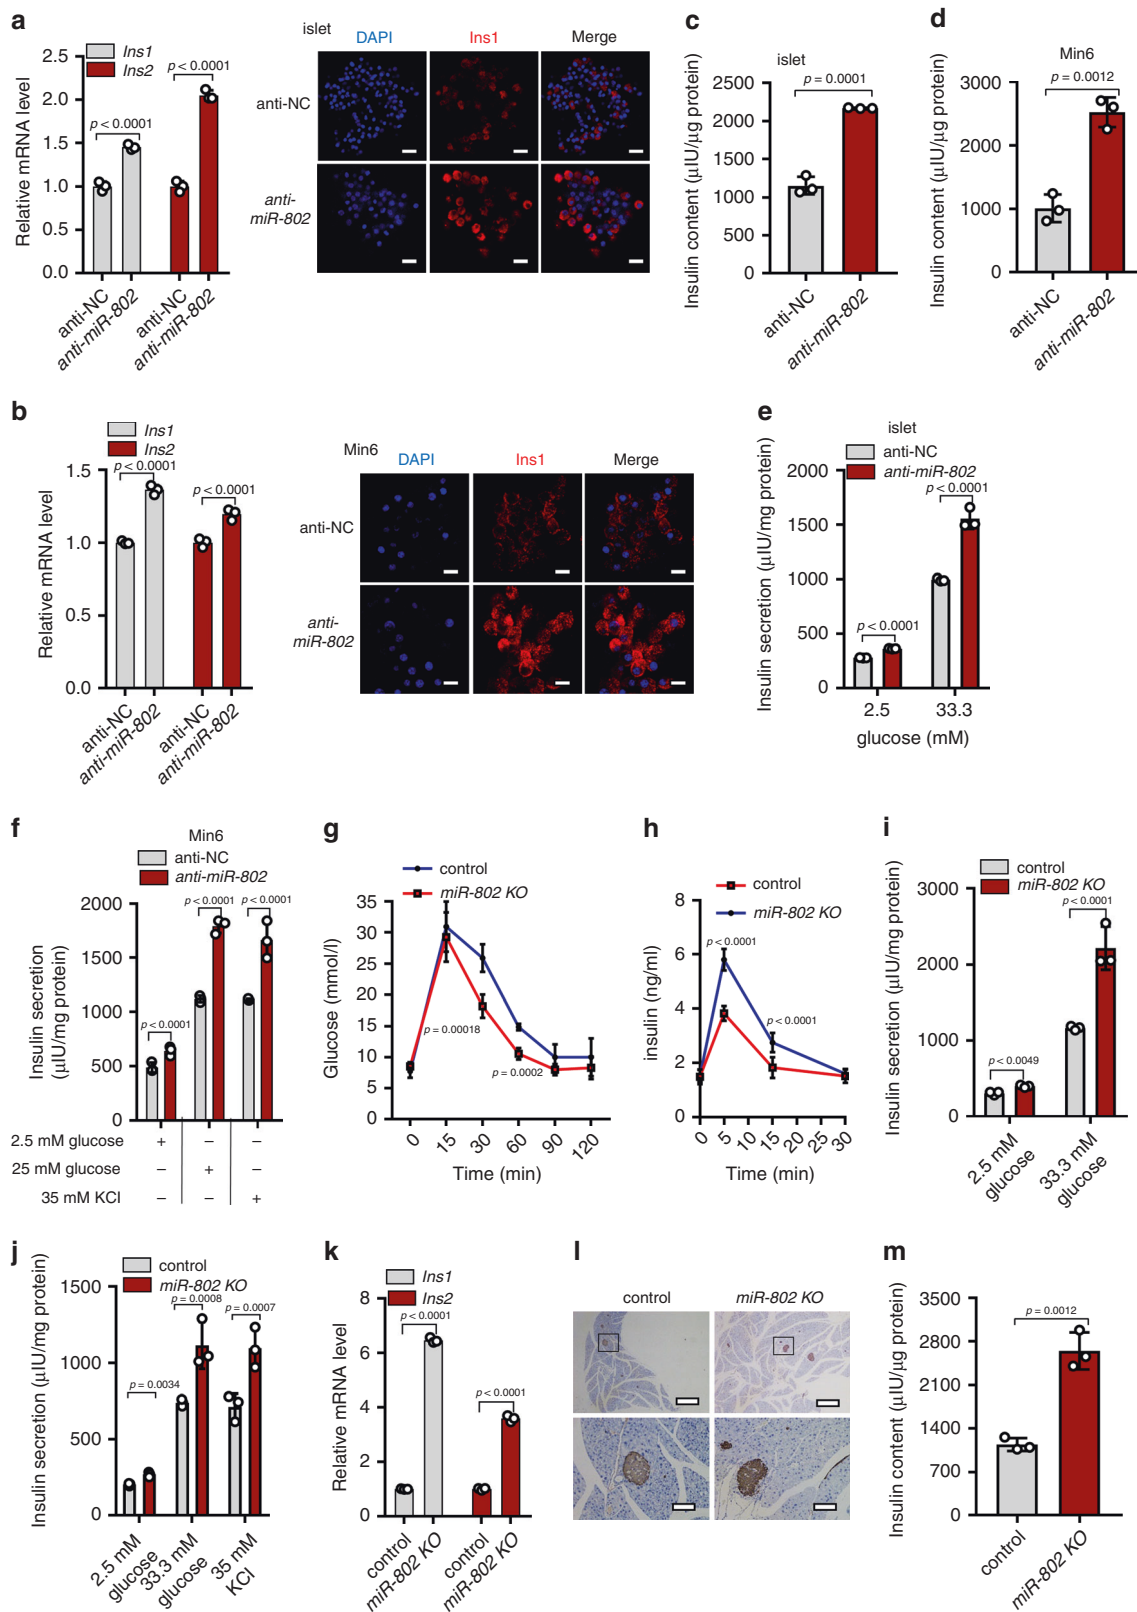 a
Ins1
Ins2
Relative mRNA level
2.5
2.0
1.5
1.0
0.5
0.0
p < 0.0001
p < 0.0001
anti-NC
anti-miR-802
anti-NC
anti-miR-802
islet
DAPI
Ins1
Merge
anti-NC
anti-
miR-802
c
islet
Insulin content (μIU/μg protein)
2500
2000
1500
1000
500
0
p = 0.0001
anti-NC
anti-miR-802
d
Min6
Insulin content (μIU/μg protein)
3000
2000
1000
0
p = 0.0012
anti-NC
anti-miR-802
b
Ins1
Ins2
Relative mRNA level
1.5
1.0
0.5
0.0
p < 0.0001
p < 0.0001
anti-NC
anti-miR-802
anti-NC
anti-miR-802
Min6
DAPI
Ins1
Merge
anti-NC
anti-
miR-802
e
islet
anti-NC
anti-miR-802
Insulin secretion (μIU/mg protein)
2000
1500
1000
500
0
p < 0.0001
p < 0.0001
2.5
33.3
glucose (mM)
f
Min6
anti-NC
anti-miR-802
Insulin secretion
(μIU/mg protein)
2000
1500
1000
500
0
p < 0.0001
p < 0.0001
p < 0.0001
2.5 mM glucose + – –
25 mM glucose – + –
35 mM KCl – – +
g
control
miR-802 KO
Glucose (mmol/l)
35
30
25
20
15
10
5
0
p = 0.00018
p = 0.0002
0
15
30
60
90
120
Time (min)
h
control
miR-802 KO
insulin (ng/ml)
8
6
4
2
0
p < 0.0001
p < 0.0001
0
5
10
15
20
25
30
Time (min)
i
control
miR-802 KO
Insulin secretion (μIU/mg protein)
3000
2000
1000
0
p < 0.0049
p < 0.0001
2.5 mM
glucose
33.3 mM
glucose
j
control
miR-802 KO
Insulin secretion (μIU/mg protein)
1500
1000
500
0
p = 0.0034
p = 0.0008
p = 0.0007
2.5 mM
glucose
33.3 mM
glucose
35 mM
KCl
k
Ins1
Ins2
Relative mRNA level
8
6
4
2
0
p < 0.0001
p < 0.0001
control
miR-802 KO
control
miR-802 KO
l
control
miR-802 KO
m
Insulin content (μIU/μg protein)
3500
2800
2100
1400
700
0
p = 0.0012
control
miR-802 KO